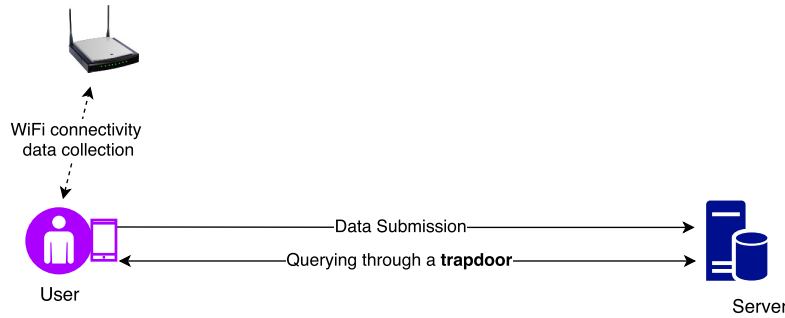 WiFi connectivity
data collection
Data Submission
Querying through a trapdoor
User
Server